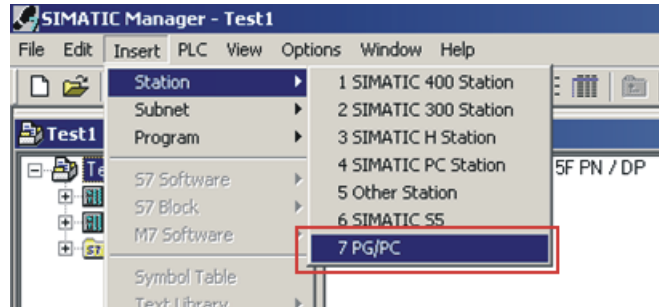 SIMATIC Manager - Test1
File Edit Insert PLC View Options Window Help
Station
Subnet
Program
S7 Software
S7 Block
M7 Software
Symbol Table
Text Library
1 SIMATIC 400 Station
2 SIMATIC 300 Station
3 SIMATIC H Station
4 SIMATIC PC Station
5 Other Station
6 SIMATIC S5
7 PG/PC
Test1
Te
5F PN / DP
S7